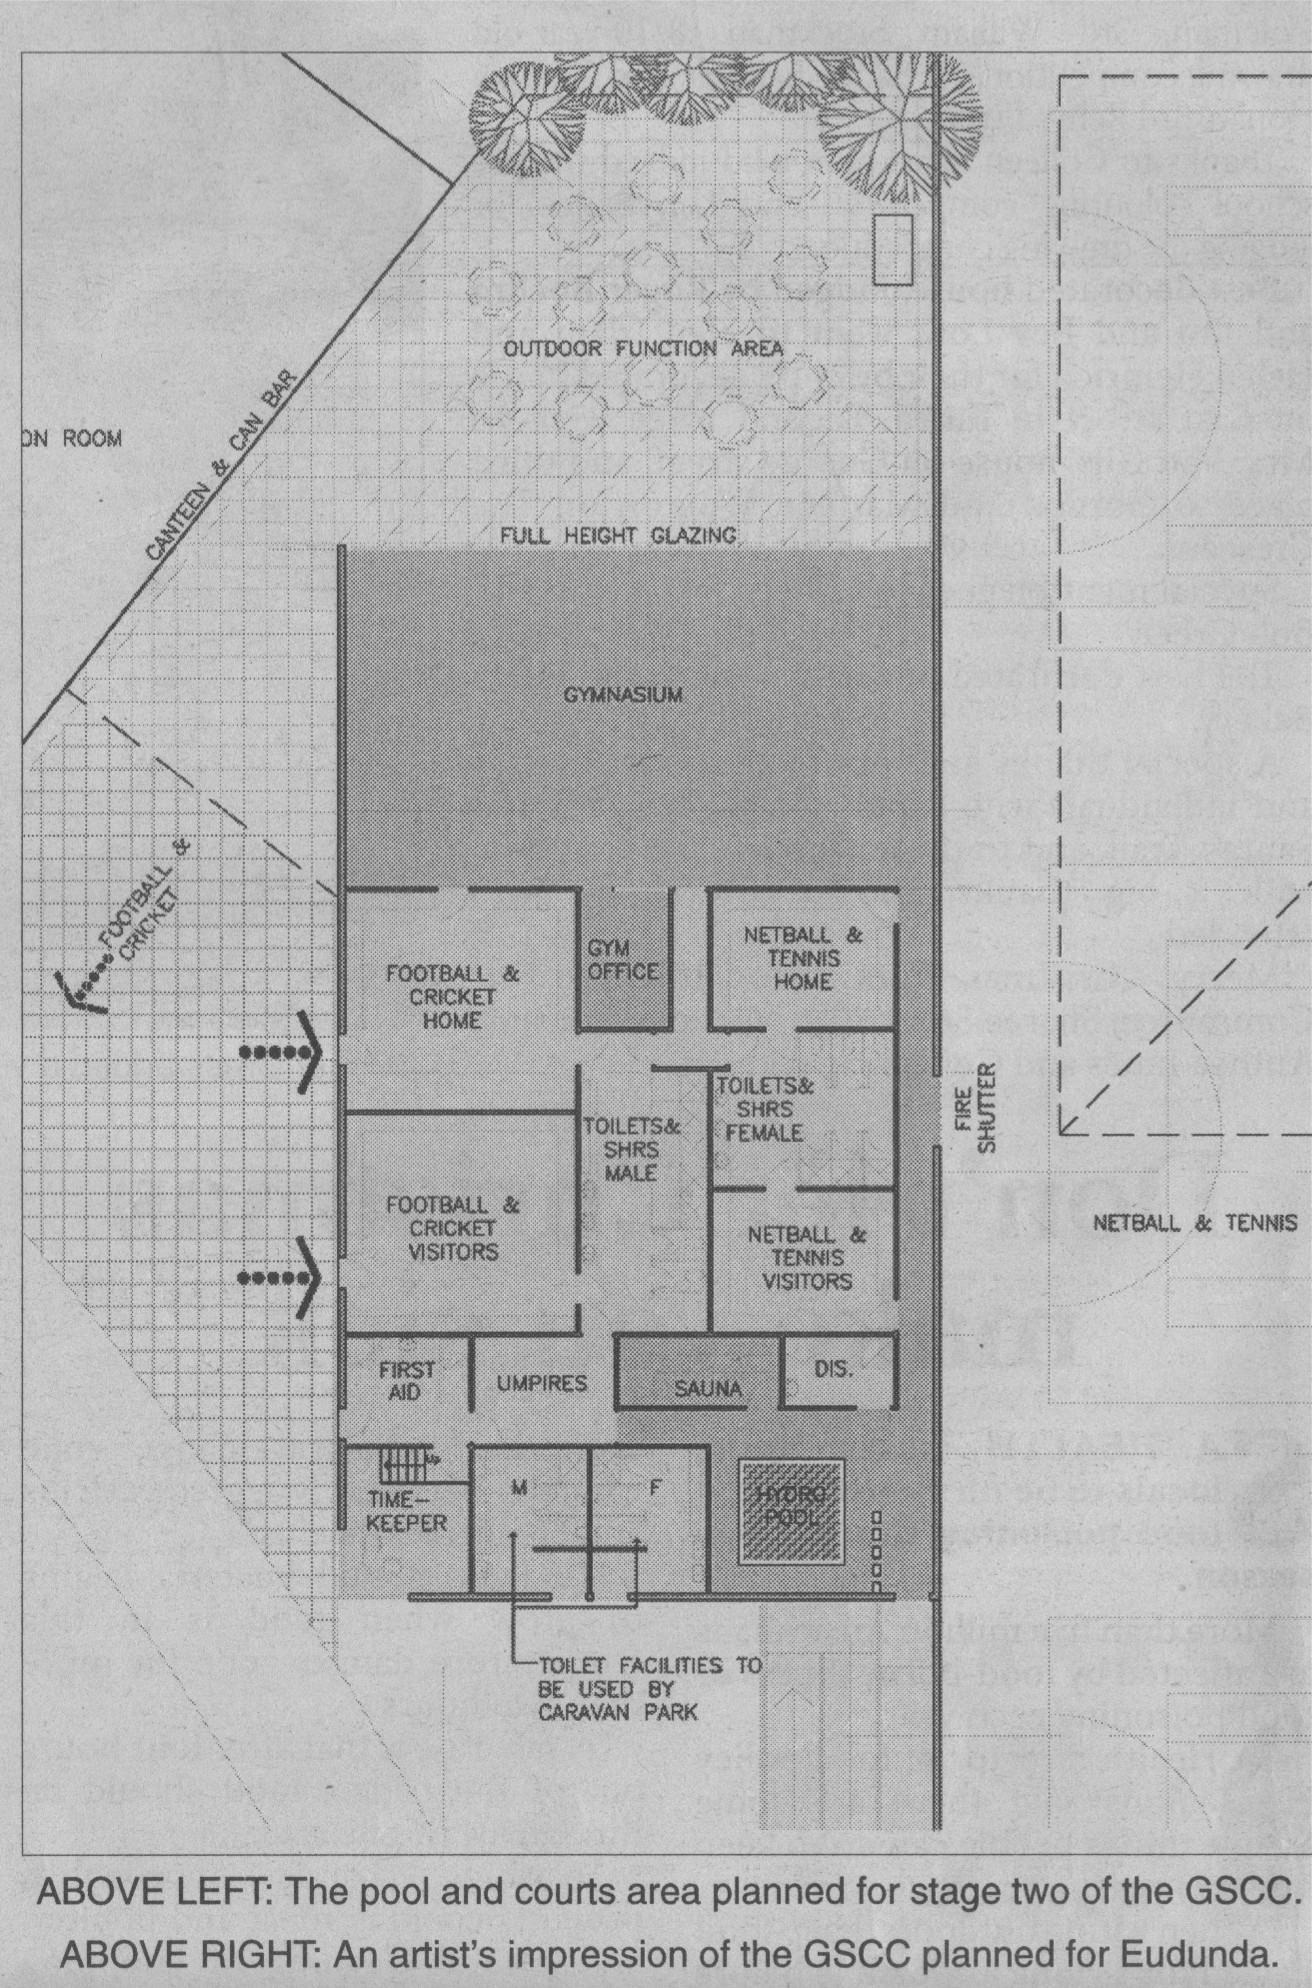 OUTDOOR FUNCTION AREA
CANTEEN & CAN BAR
ON ROOM
FULL HEIGHT GLAZING
GYMNASIUM
FOOTBALL &
CRICKET
FOOTBALL &
CRICKET
HOME
GYM
OFFICE
NETBALL &
TENNIS
HOME
TOILETS&
SHRS
FEMALE
FIRE
SHUTTER
TOILETS&
SHRS
MALE
FOOTBALL &
CRICKET
VISITORS
NETBALL &
TENNIS
VISITORS
NETBALL & TENNIS
FIRST
AID
UMPIRES
SAUNA
DIS.
UP
TIME-
KEEPER
M
F
HYDRO
POOL
TOILET FACILITIES TO
BE USED BY
CARAVAN PARK
ABOVE LEFT: The pool and courts area planned for stage two of the GSCC.
ABOVE RIGHT: An artist's impression of the GSCC planned for Eudunda.